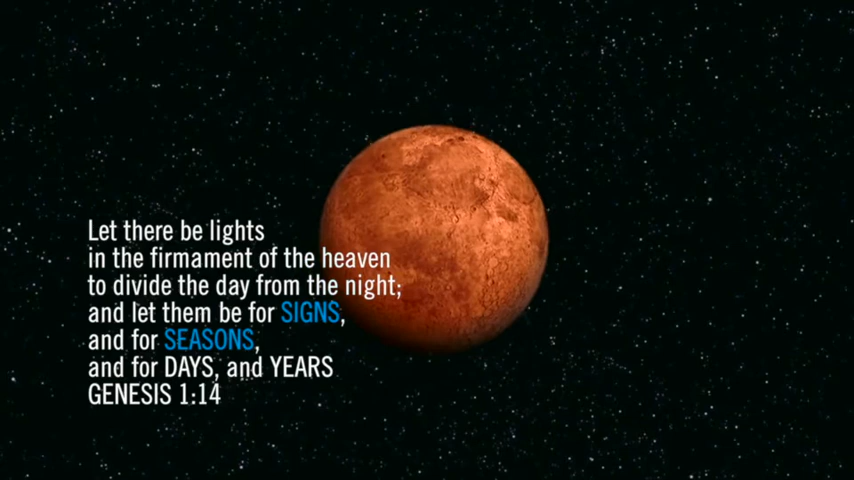 Let there be lights
in the firmament of the heaven
to divide the day from the night;
and let them be for SIGNS,
and for SEASONS,
and for DAYS, and YEARS
GENESIS 1:14